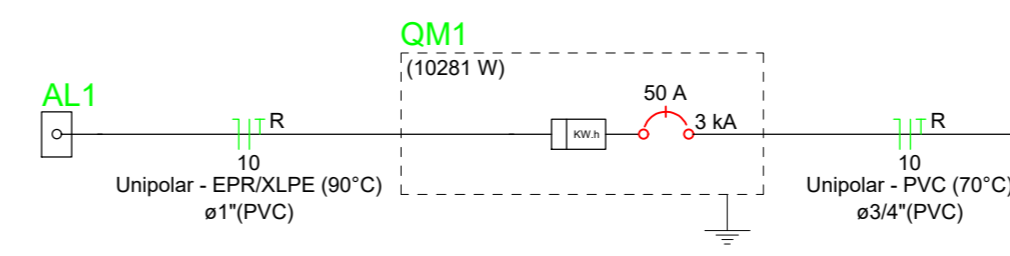 QM1
(10281 W)
AL1
R
10
Unipolar - EPR/XLPE (90°C)
ø1"(PVC)
KW.h
50 A
3 kA
R
10
Unipolar - PVC (70°C)
ø3/4"(PVC)